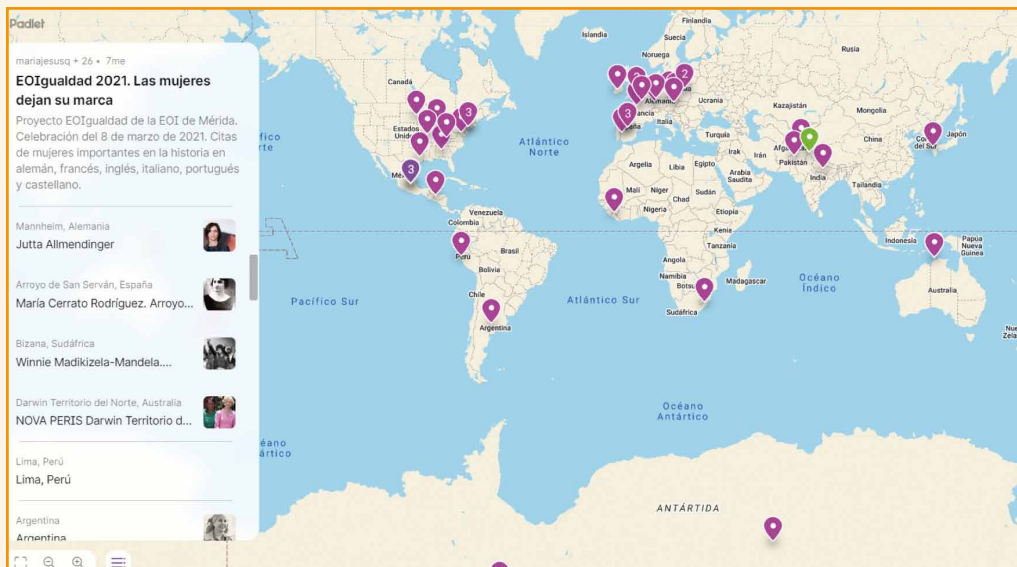 Padlet
mariajesusq + 26 • 7me
EOIgualdad 2021. Las mujeres
dejan su marca
Proyecto EOIgualdad de la EOI de Mérida.
Celebración del 8 de marzo de 2021. Citas
de mujeres importantes en la historia en
alemán, francés, inglés, italiano, portugués
y castellano.
Mannheim, Alemania
Jutta Allmendinger
Arroyo de San Serván, España
María Cerrato Rodríguez. Arroyo...
Bizana, Sudáfrica
Winnie Madikizela-Mandela....
Darwin Territorio del Norte, Australia
NOVA PERIS Darwin Territorio d...
Lima, Perú
Lima, Perú
Argentina
Argentina
Islandia
Finlandia
Suecia
Noruega
Rusia
Canadá
2
Ucrania
Kazajistán
Mongolia
3
Estados
Italia
3
Turquía
China
Japón
Atlántico
Norte
Irak
Irán
Pakistán
3
Argelia
Libia
Egipto
Arabia
Saudita
India
Malí
Níger
Chad
Sudán
Tailandia
Nigeria
Etiopía
Venezuela
Colombia
Kenia
Tanzania
Indonesia
Papúa
Nueva
Guinea
Perú
Brasil
Angola
Bolivia
Namibia
Madagascar
Océano
Índico
Pacífico Sur
Atlántico Sur
Chile
Sudáfrica
Australia
Argentina
Océano
Antártico
ANTÁRTIDA